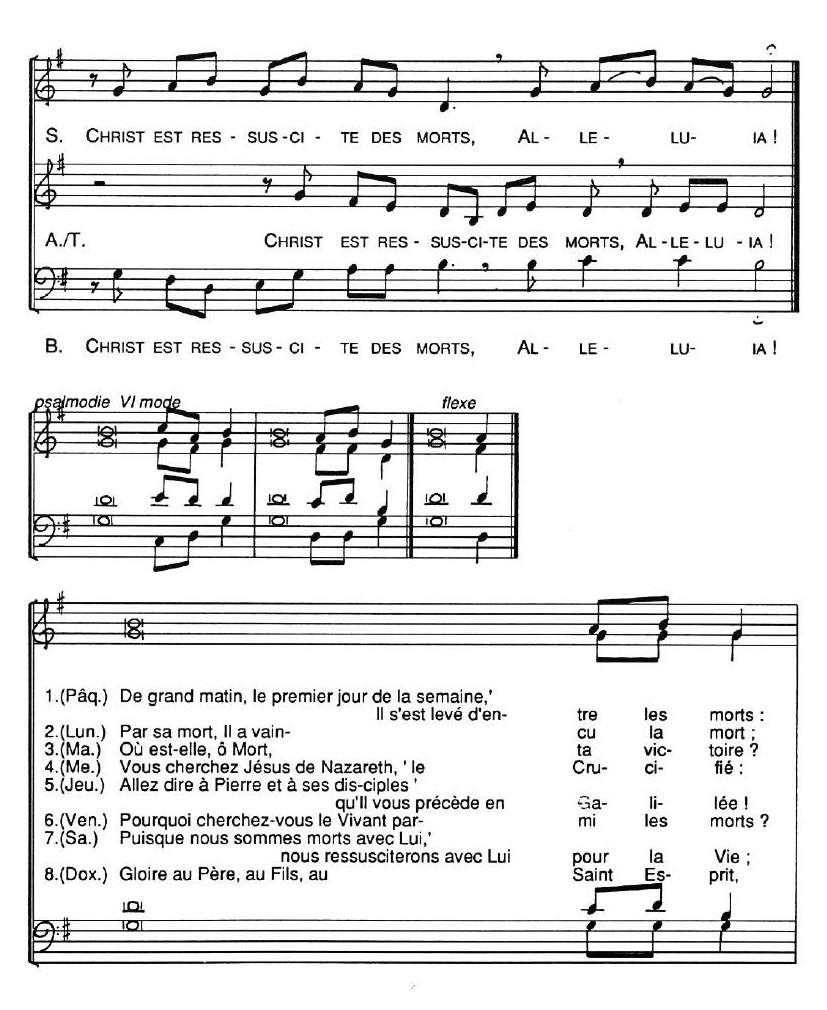 S. CHRIST EST RES - SUS - CI - TE DES MORTS, AL - LE - LU- IA !
A./T. CHRIST EST RES - SUS-CI-TE DES MORTS, AL-LE-LU -IA !
B. CHRIST EST RES - SUS - CI - TE DES MORTS, AL - LE - LU- IA !
psalmodie VI mode flexe
1.(Pâq.) De grand matin, le premier jour de la semaine,'
Il s'est levé d'en- tre les morts :
2.(Lun.) Par sa mort, Il a vain- cu la mort ;
3.(Ma.) Où est-elle, ô Mort, ta vic- toire ?
4.(Me.) Vous cherchez Jésus de Nazareth, ' le Cru- ci- fié :
5.(Jeu.) Allez dire à Pierre et à ses dis-ciples '
qu'Il vous précède en Ga- li- lée !
6.(Ven.) Pourquoi cherchez-vous le Vivant par- mi les morts ?
7.(Sa.) Puisque nous sommes morts avec Lui,'
nous ressusciterons avec Lui pour la Vie ;
8.(Dox.) Gloire au Père, au Fils, au Saint Es- prit,